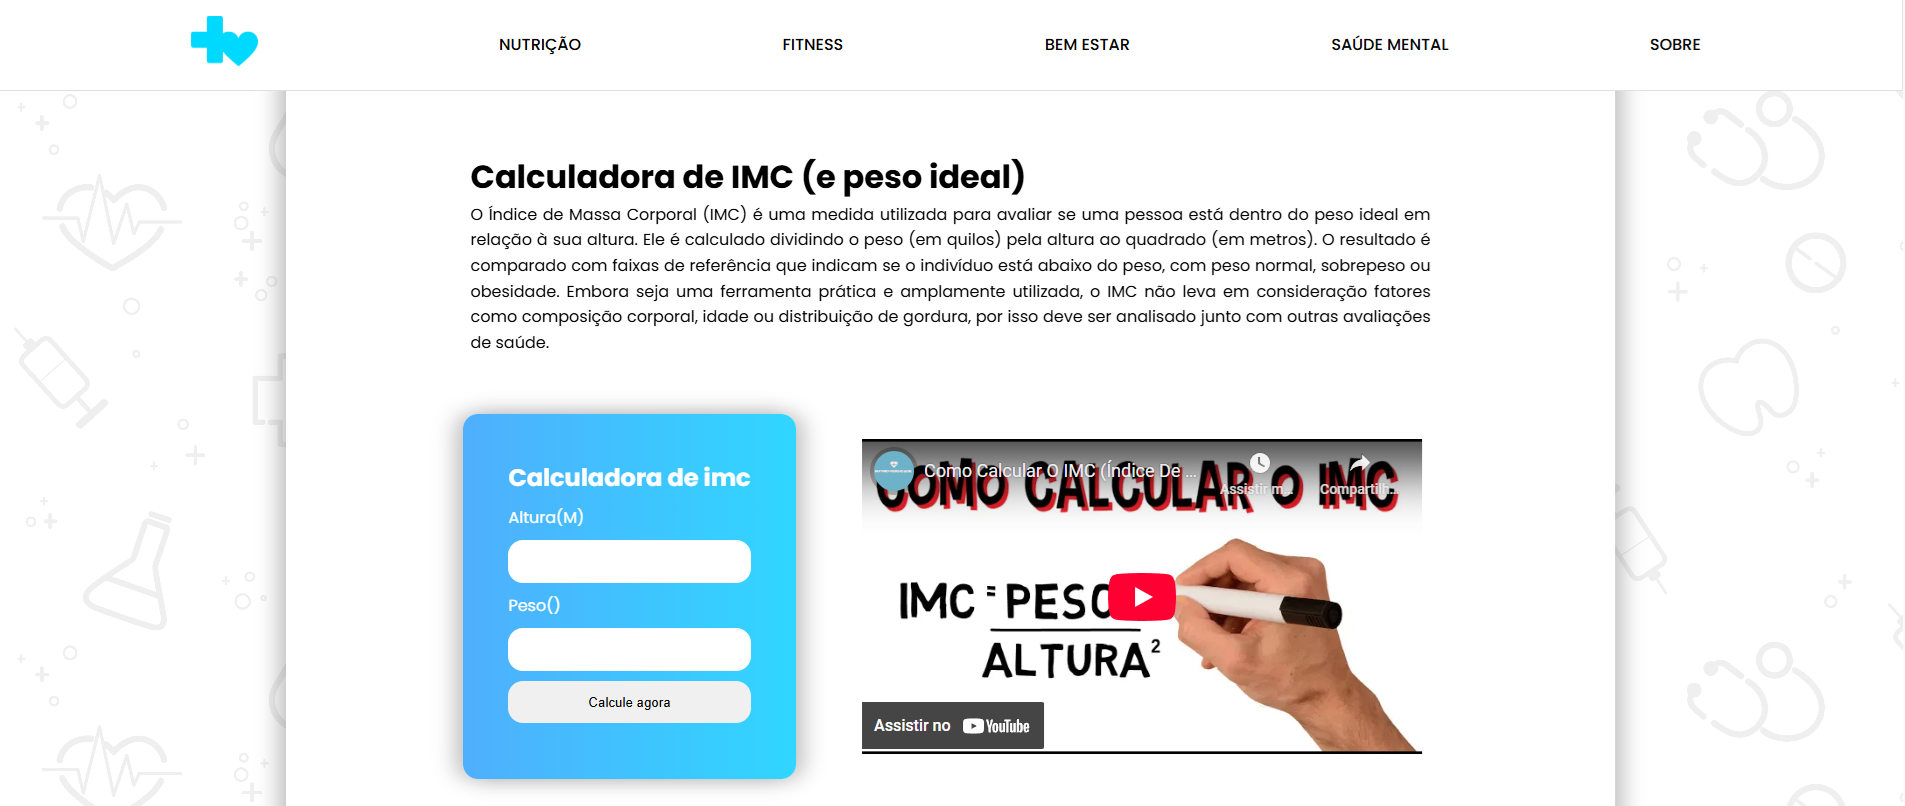 NUTRIÇÃO
FITNESS
BEM ESTAR
SAÚDE MENTAL
SOBRE
Calculadora de IMC (e peso ideal)
O Índice de Massa Corporal (IMC) é uma medida utilizada para avaliar se uma pessoa está dentro do peso ideal em
relação à sua altura. Ele é calculado dividindo o peso (em quilos) pela altura ao quadrado (em metros). O resultado é
comparado com faixas de referência que indicam se o indivíduo está abaixo do peso, com peso normal, sobrepeso ou
obesidade. Embora seja uma ferramenta prática e amplamente utilizada, o IMC não leva em consideração fatores
como composição corporal, idade ou distribuição de gordura, por isso deve ser analisado junto com outras avaliações
de saúde.
Calculadora de imc
Altura(M)
Peso()
Calcule agora
Como Calcular O IMC (Índice De ...
Assistir m...
Compartilh...
COMO CALCULAR O IMC
IMC = PESO
ALTURA²
Assistir no YouTube